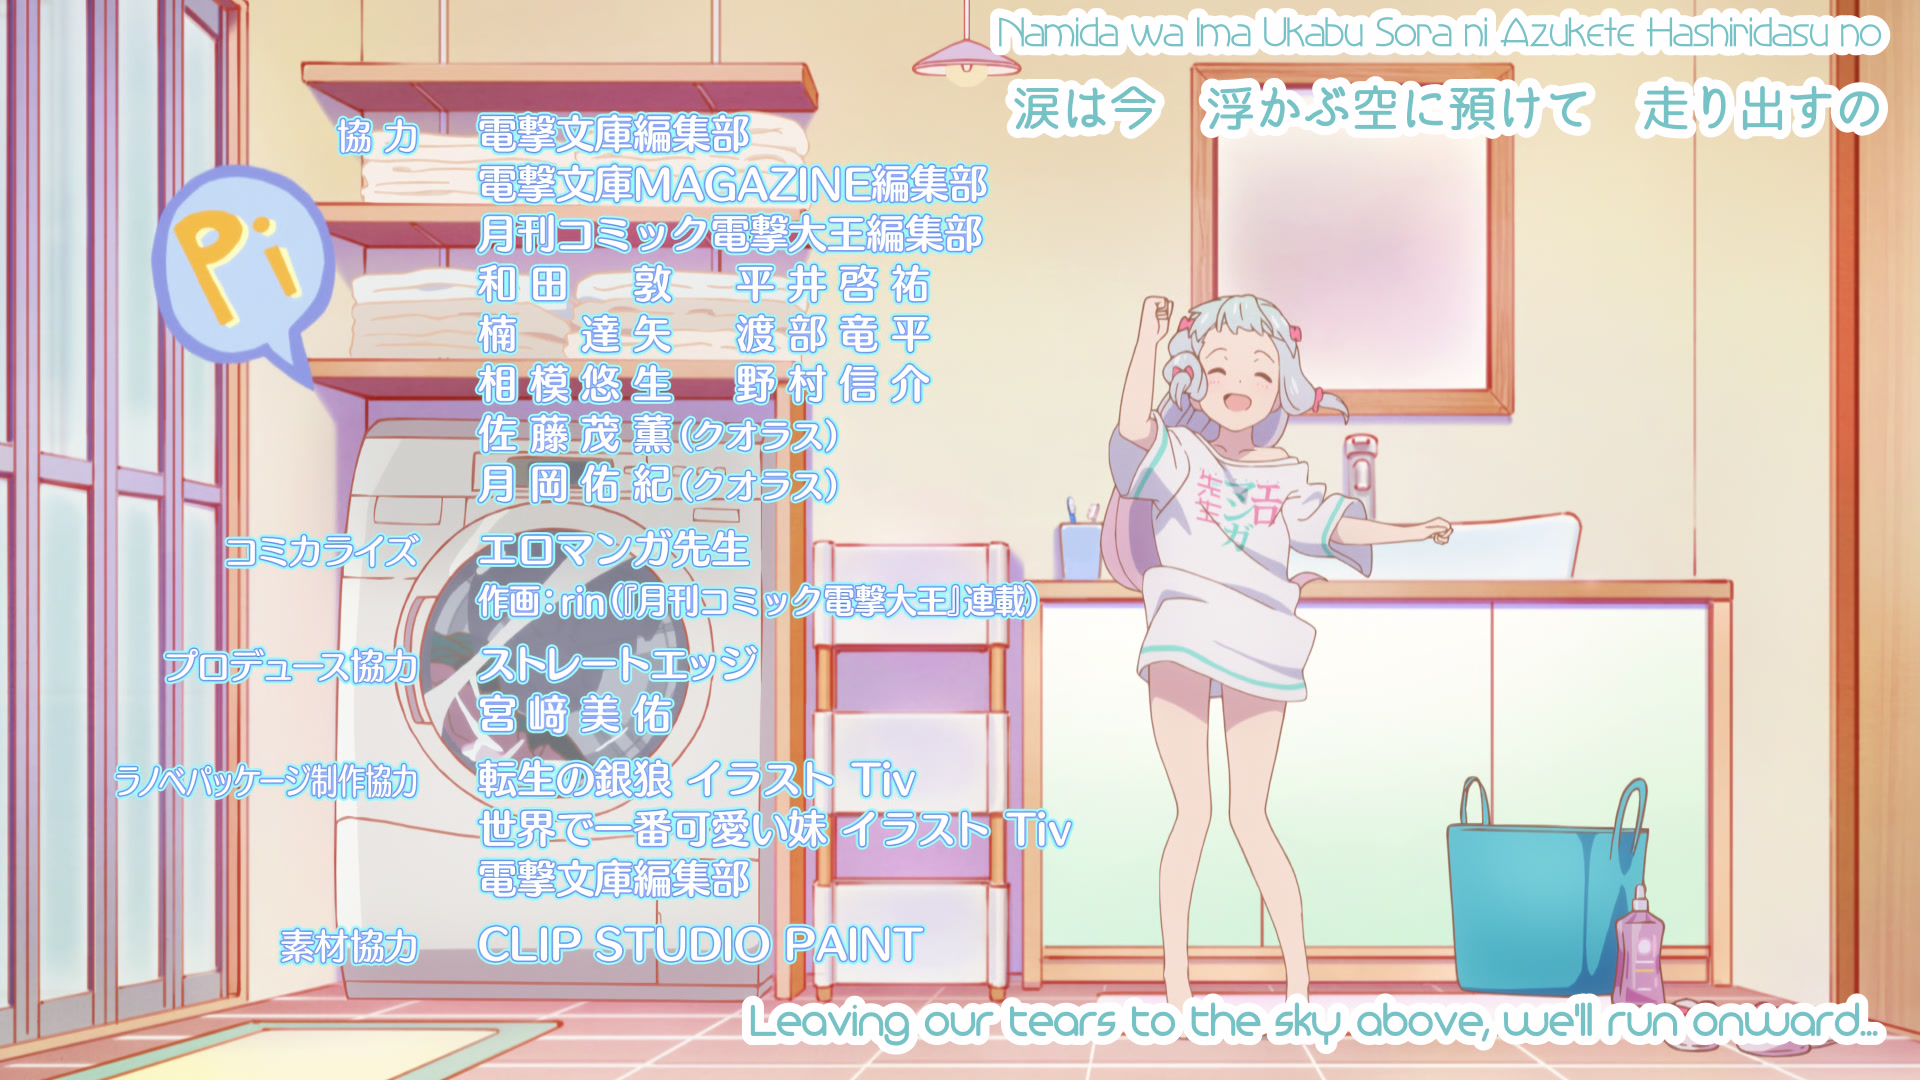 Namida wa Ima Ukabu Sora ni Azukete Hashiridasu no
涙は今　浮かぶ空に預けて　走り出すの
協力　電撃文庫編集部
電撃文庫MAGAZINE編集部
月刊コミック電撃大王編集部
和田　敦　平井啓祐
楠　達矢　渡部竜平
相模悠生　野村信介
佐藤茂薫(クオラス)
月岡佑紀(クオラス)
Pi
コミカライズ　エロマンガ先生
作画：rin(『月刊コミック電撃大王』連載)
プロデュース協力　ストレートエッジ
宮﨑美佑
ラノベパッケージ制作協力　転生の銀狼 イラスト Tiv
世界で一番可愛い妹 イラスト Tiv
電撃文庫編集部
素材協力　CLIP STUDIO PAINT
エロ
マンガ
先生
Leaving our tears to the sky above, we'll run onward...